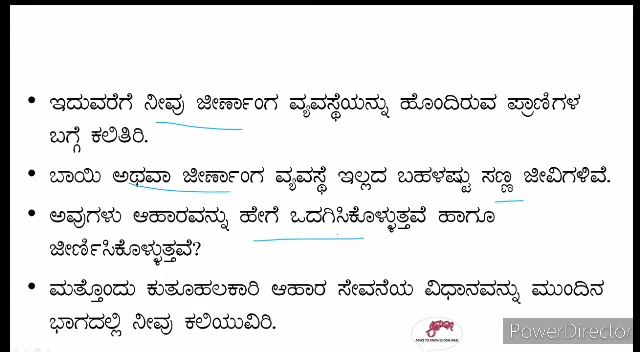 • ಇದುವರೆಗೆ ನೀವು ಜೀರ್ಣಾಂಗ ವ್ಯವಸ್ಥೆಯನ್ನು ಹೊಂದಿರುವ ಪ್ರಾಣಿಗಳ
ಬಗ್ಗೆ ಕಲಿತಿರಿ.
• ಬಾಯಿ ಅಥವಾ ಜೀರ್ಣಾಂಗ ವ್ಯವಸ್ಥೆ ಇಲ್ಲದ ಬಹಳಷ್ಟು ಸಣ್ಣ ಜೀವಿಗಳಿವೆ.
• ಅವುಗಳು ಆಹಾರವನ್ನು ಹೇಗೆ ಒದಗಿಸಿಕೊಳ್ಳುತ್ತವೆ ಹಾಗೂ
ಜೀರ್ಣಿಸಿಕೊಳ್ಳುತ್ತವೆ?
• ಮತ್ತೊಂದು ಕುತೂಹಲಕಾರಿ ಆಹಾರ ಸೇವನೆಯ ವಿಧಾನವನ್ನು ಮುಂದಿನ
ಭಾಗದಲ್ಲಿ ನೀವು ಕಲಿಯುವಿರಿ.
PowerDirector